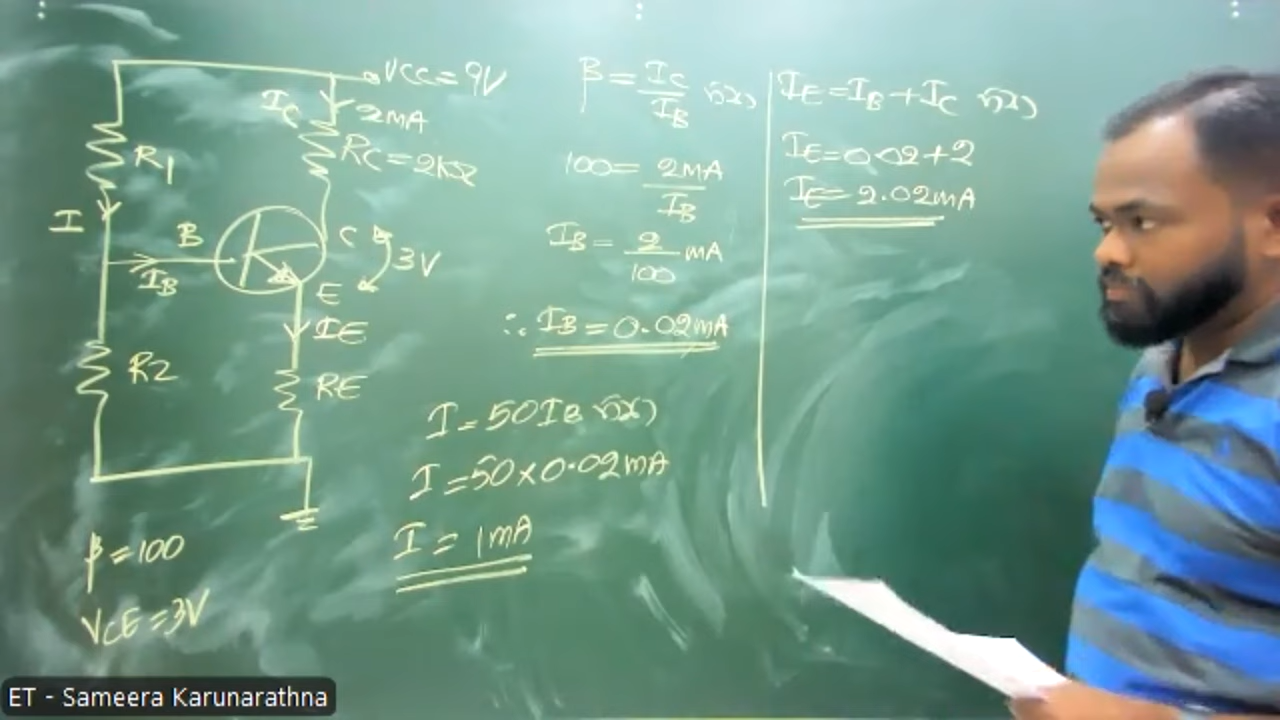 VCC = 9V
IC
2mA
R1
RC = 2KΩ
I
B
C
IB
3V
E
IE
R2
RE
β = 100
VCE = 3V
β = IC/IB නිසා
100 = 2mA/IB
IB = 2/100 mA
∴ IB = 0.02mA
I = 50IB නිසා
I = 50 × 0.02mA
I = 1mA
IE = IB + IC නිසා
IE = 0.02 + 2
IE = 2.02mA
ET - Sameera Karunarathna